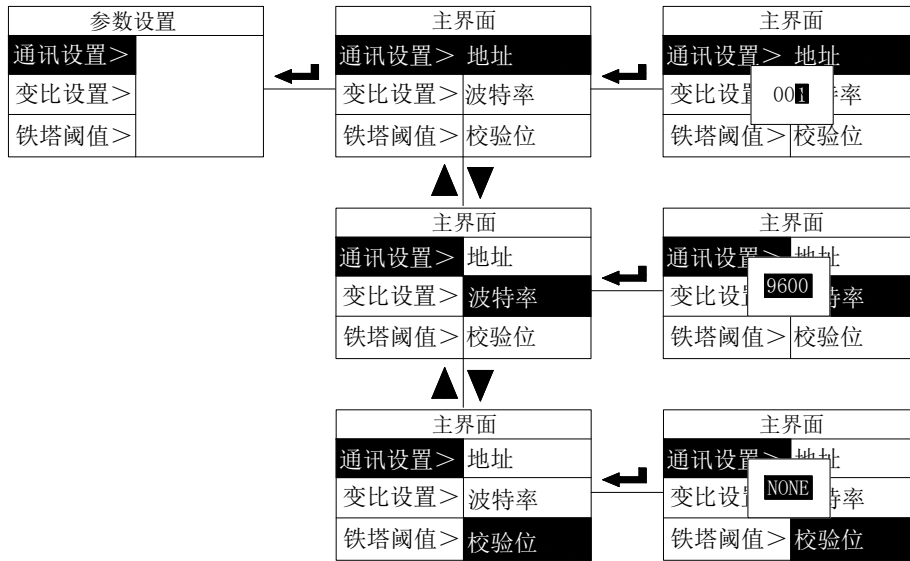 参数设置
通讯设置>
变比设置>
铁塔阈值>
主界面
通讯设置> 地址
变比设置> 波特率
铁塔阈值> 校验位
主界面
通讯设置> 地址
变比设 率
001
铁塔阈值> 校验位
主界面
通讯设置> 地址
变比设置> 波特率
铁塔阈值> 校验位
主界面
通讯设置 地址
变比设 特率
9600
铁塔阈值> 校验位
主界面
通讯设置> 地址
变比设置> 波特率
铁塔阈值> 校验位
主界面
通讯设置 地址
变比设 特率
NONE
铁塔阈值> 校验位